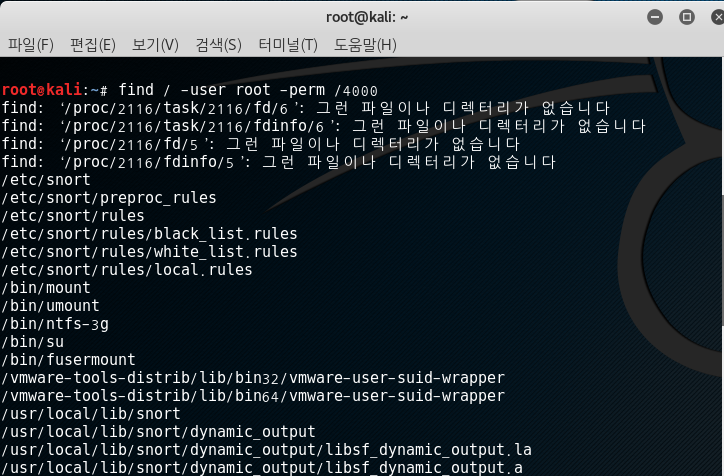 root@kali: ~
파일(F) 편집(E) 보기(V) 검색(S) 터미널(T) 도움말(H)
root@kali:~# find / -user root -perm /4000
find: ‘/proc/2116/task/2116/fd/6’: 그런 파일이나 디렉터리가 없습니다
find: ‘/proc/2116/task/2116/fdinfo/6’: 그런 파일이나 디렉터리가 없습니다
find: ‘/proc/2116/fd/5’: 그런 파일이나 디렉터리가 없습니다
find: ‘/proc/2116/fdinfo/5’: 그런 파일이나 디렉터리가 없습니다
/etc/snort
/etc/snort/preproc_rules
/etc/snort/rules
/etc/snort/rules/black_list.rules
/etc/snort/rules/white_list.rules
/etc/snort/rules/local.rules
/bin/mount
/bin/umount
/bin/ntfs-3g
/bin/su
/bin/fusermount
/vmware-tools-distrib/lib/bin32/vmware-user-suid-wrapper
/vmware-tools-distrib/lib/bin64/vmware-user-suid-wrapper
/usr/local/lib/snort
/usr/local/lib/snort/dynamic_output
/usr/local/lib/snort/dynamic_output/libsf_dynamic_output.la
/usr/local/lib/snort/dynamic_output/libsf_dynamic_output.a